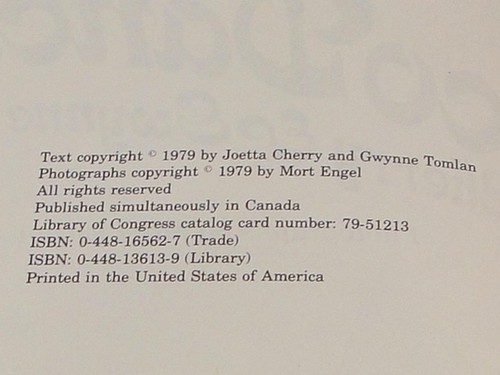 Text copyright © 1979 by Joetta Cherry and Gwynne Tomlan
Photographs copyright © 1979 by Mort Engel
All rights reserved
Published simultaneously in Canada
Library of Congress catalog card number: 79-51213
ISBN: 0-448-16562-7 (Trade)
ISBN: 0-448-13613-9 (Library)
Printed in the United States of America